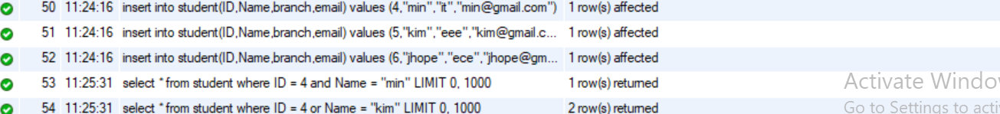 50 11:24:16 insert into student(ID,Name,branch,email) values (4,"min","it","min@gmail.com") 1 row(s) affected
51 11:24:16 insert into student(ID,Name,branch,email) values (5,"kim","eee","kim@gmail.c... 1 row(s) affected
52 11:24:16 insert into student(ID,Name,branch,email) values (6,"jhope","ece","jhope@gm... 1 row(s) affected
53 11:25:31 select * from student where ID = 4 and Name = "min" LIMIT 0, 1000 1 row(s) returned
Activate Window
54 11:25:31 select * from student where ID = 4 or Name = "kim" LIMIT 0, 1000 2 row(s) returned
Go to Settings to acti